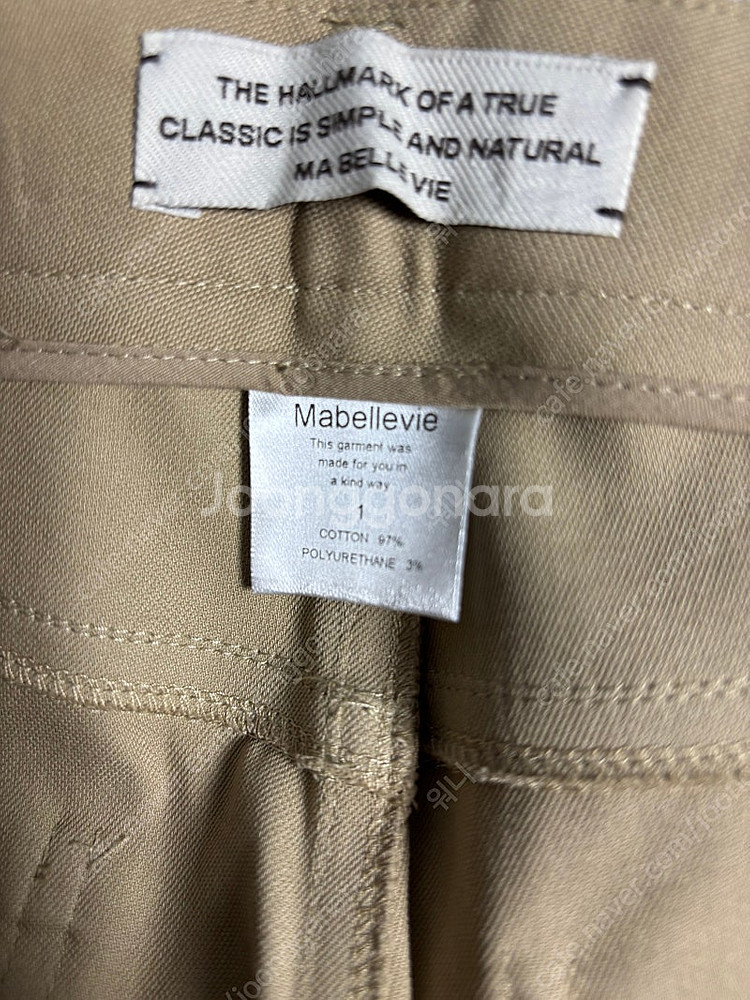 THE HALLMARK OF A TRUE
CLASSIC IS SIMPLE AND NATURAL
MA BELLE VIE
Mabellevie
This garment was
made for you in
a kind way
1
Joonggonara
COTTON 97%
POLYURETHANE 3%